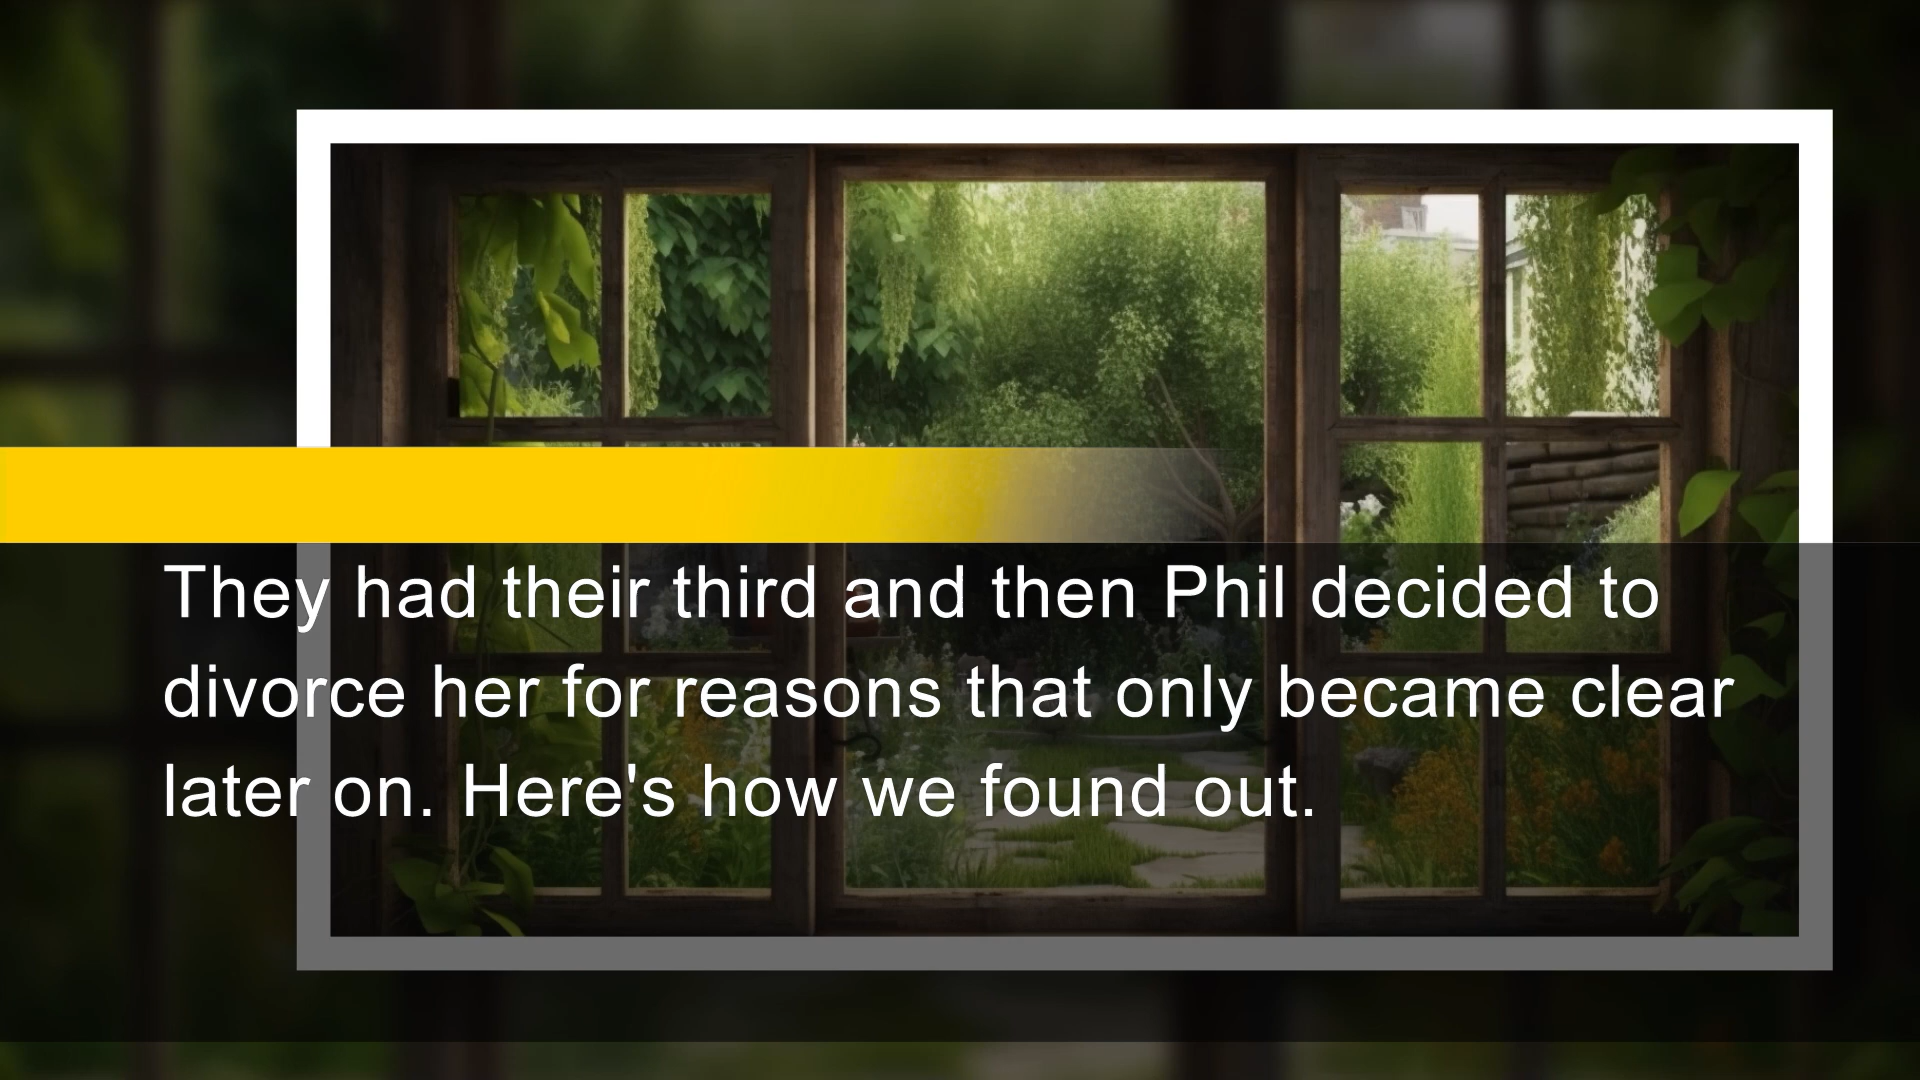 They had their third and then Phil decided to
divorce her for reasons that only became clear
later on. Here's how we found out.